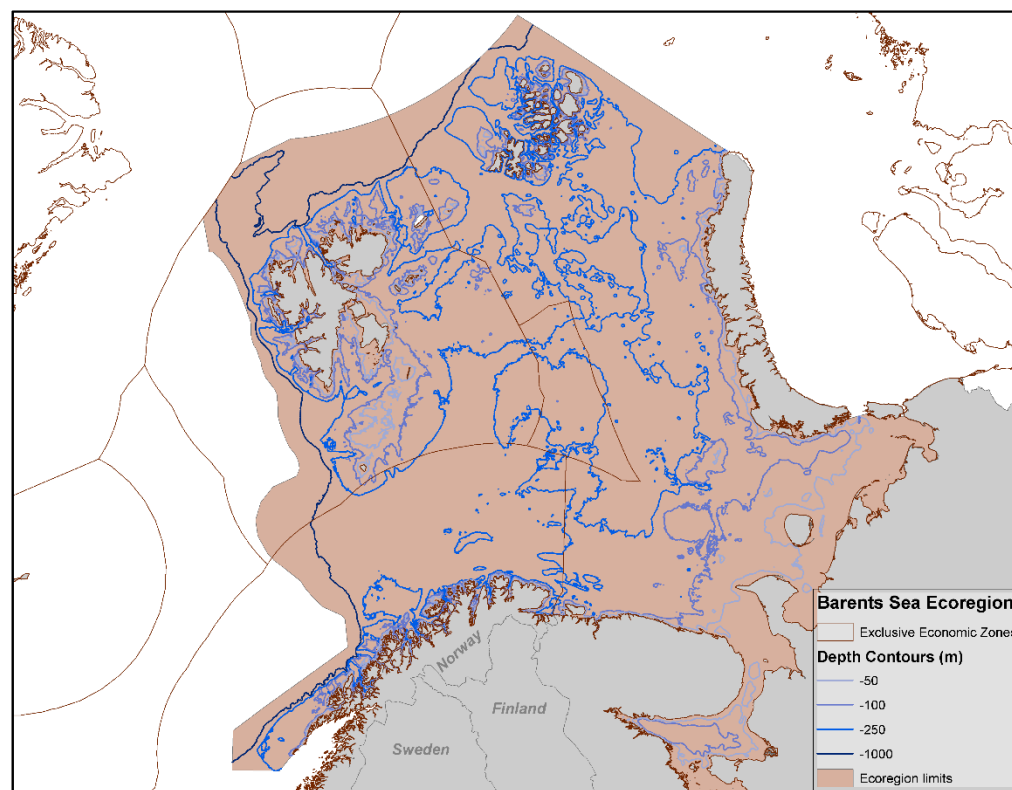 Norway
Finland
Sweden
Barents Sea Ecoregion
Exclusive Economic Zones
Depth Contours (m)
-50
-100
-250
-1000
Ecoregion limits